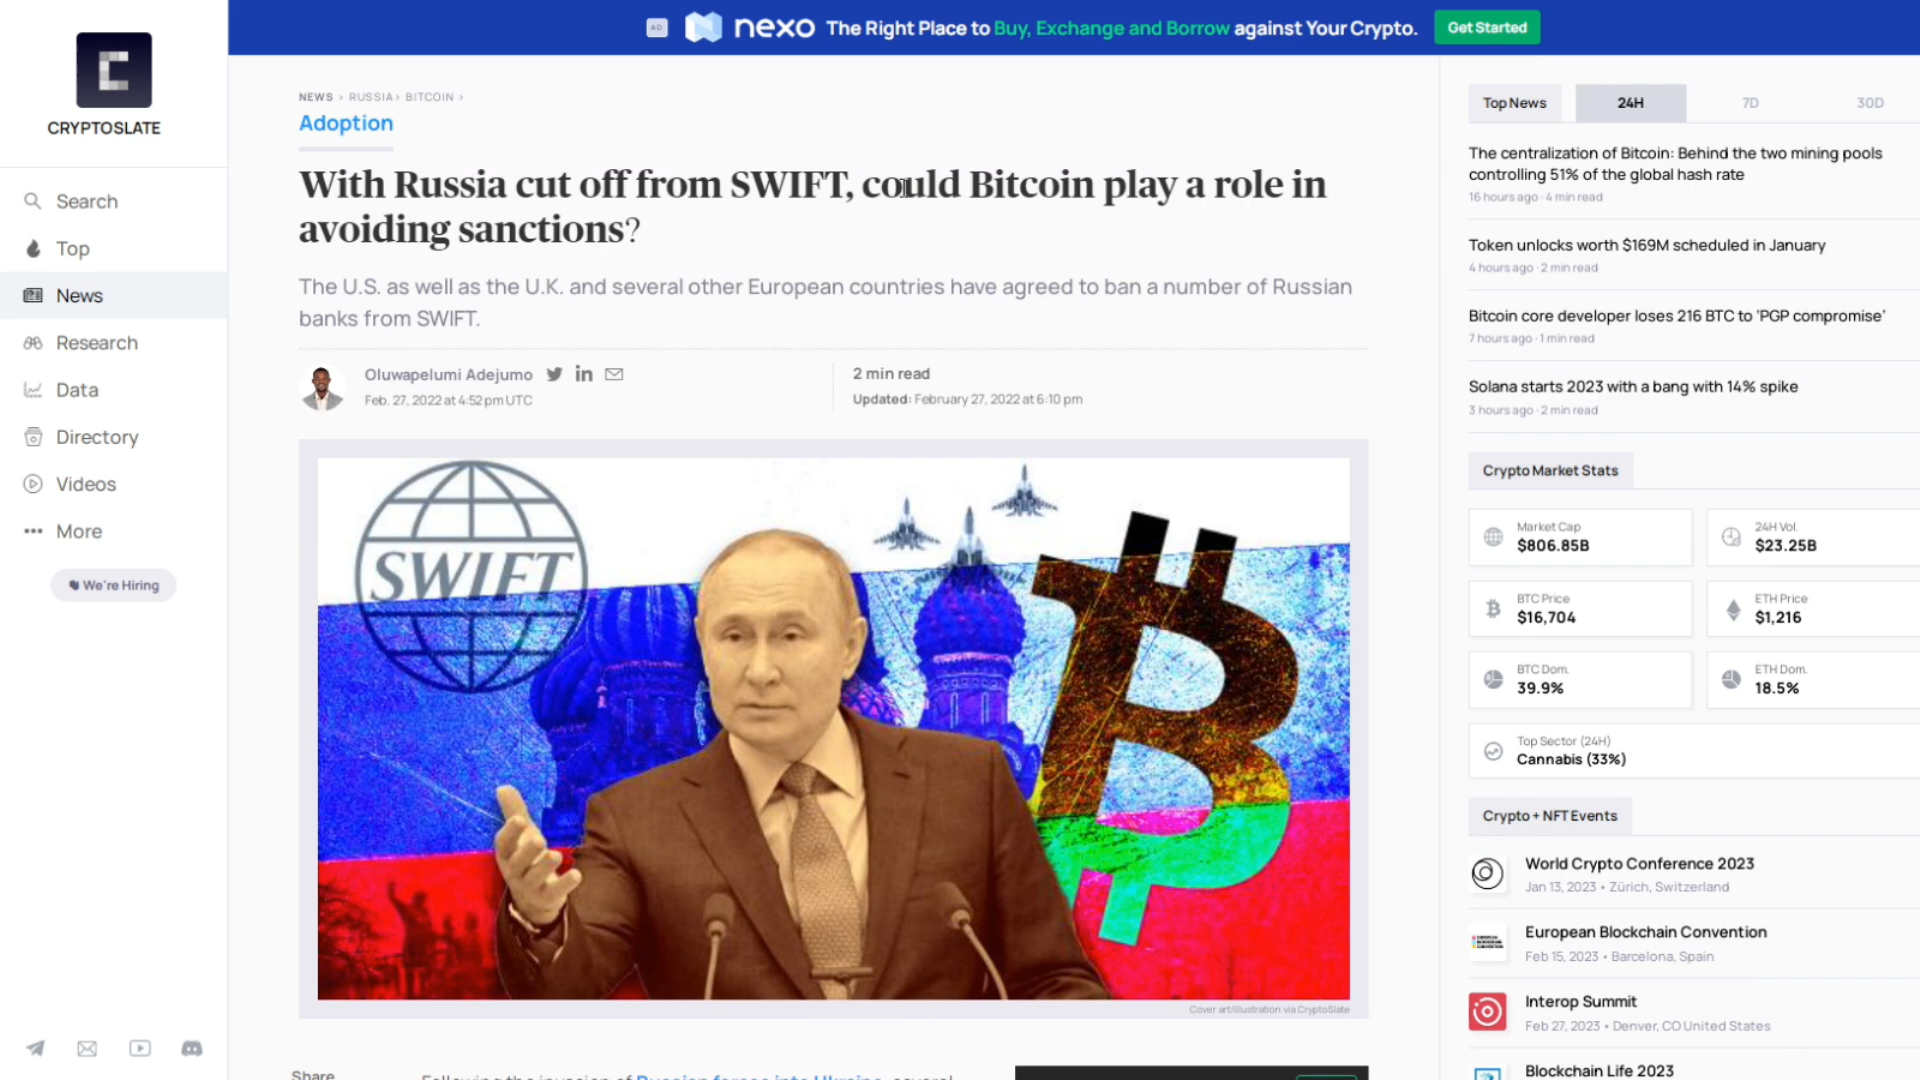 CRYPTOSLATE
Search
Top
News
Research
Data
Directory
Videos
More
We're Hiring
AD
nexo The Right Place to Buy, Exchange and Borrow against Your Crypto. Get Started
NEWS › RUSSIA › BITCOIN ›
Adoption
With Russia cut off from SWIFT, could Bitcoin play a role in
avoiding sanctions?
The U.S. as well as the U.K. and several other European countries have agreed to ban a number of Russian
banks from SWIFT.
Oluwapelumi Adejumo
Feb. 27, 2022 at 4:52 pm UTC
2 min read
Updated: February 27, 2022 at 6:10 pm
SWIFT
Cover art/illustration via CryptoSlate
Share
Following the invasion of Russian forces into Ukraine, several
Top News 24H 7D 30D
The centralization of Bitcoin: Behind the two mining pools
controlling 51% of the global hash rate
16 hours ago · 4 min read
Token unlocks worth $169M scheduled in January
4 hours ago · 2 min read
Bitcoin core developer loses 216 BTC to 'PGP compromise'
7 hours ago · 1 min read
Solana starts 2023 with a bang with 14% spike
3 hours ago · 2 min read
Crypto Market Stats
Market Cap
$806.85B
24H Vol.
$23.25B
BTC Price
$16,704
ETH Price
$1,216
BTC Dom.
39.9%
ETH Dom.
18.5%
Top Sector (24H)
Cannabis (33%)
Crypto + NFT Events
World Crypto Conference 2023
Jan 13, 2023 • Zürich, Switzerland
European Blockchain Convention
Feb 15, 2023 • Barcelona, Spain
Interop Summit
Feb 27, 2023 • Denver, CO United States
Blockchain Life 2023